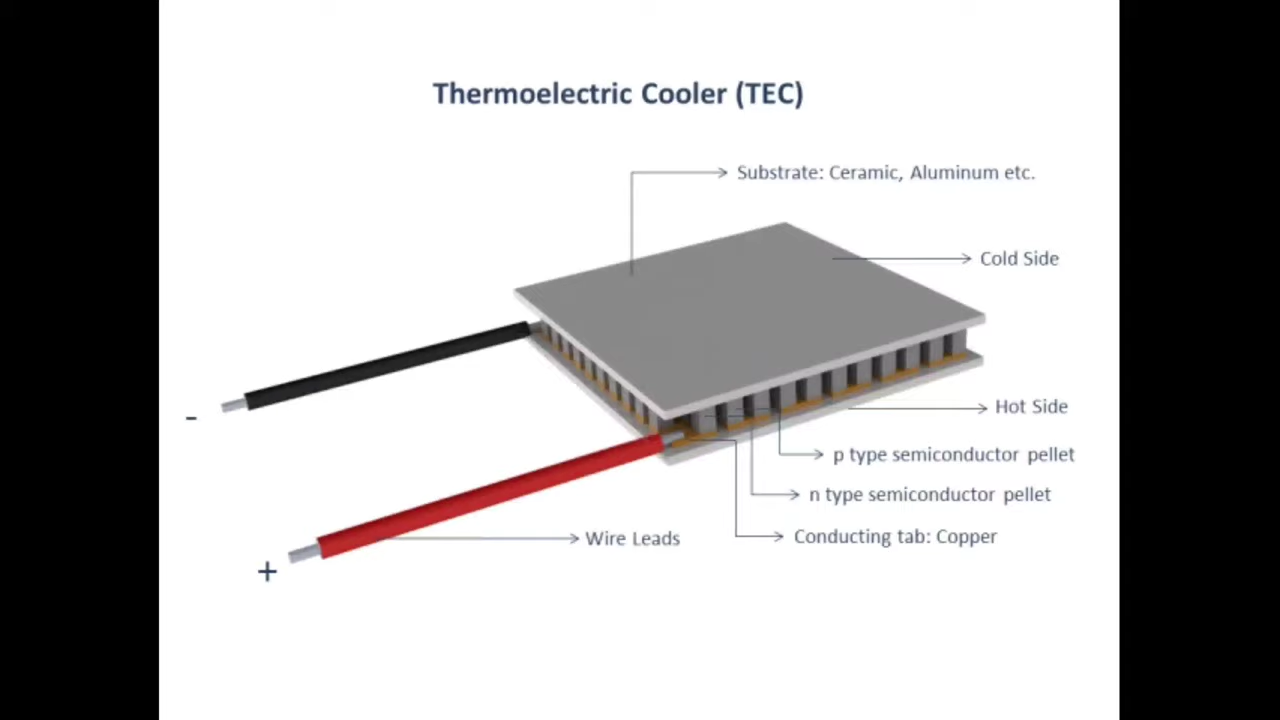 Thermoelectric Cooler (TEC)
Substrate: Ceramic, Aluminum etc.
Cold Side
Hot Side
-
p type semiconductor pellet
n type semiconductor pellet
Conducting tab: Copper
Wire Leads
+